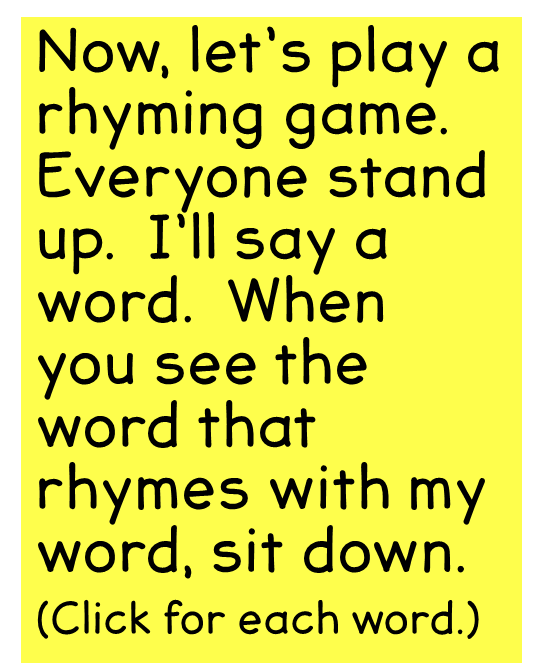 Now, let's play a
rhyming game.
Everyone stand
up.  I'll say a
word.  When
you see the
word that
rhymes with my
word, sit down.
(Click for each word.)